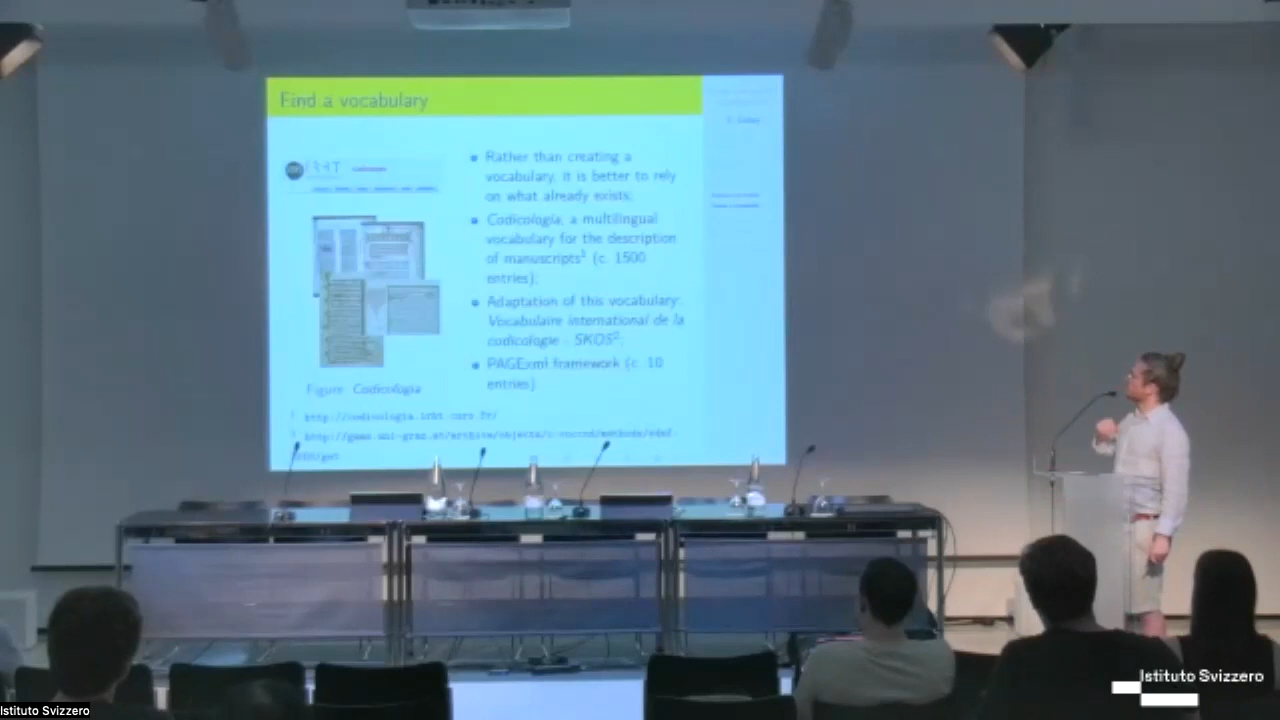 Find a vocabulary
Rather than creating a
vocabulary, it is better to rely
on what already exists;
Codicologia, a multilingual
vocabulary for the description
of manuscripts¹ (c. 1500
entries);
Adaptation of this vocabulary:
Vocabulaire international de la
codicologie - SKOS²;
PAGExml framework (c. 10
entries)
Figure: Codicologia
¹ http://codicologia.irht.cnrs.fr/
Istituto Svizzero
Istituto Svizzero